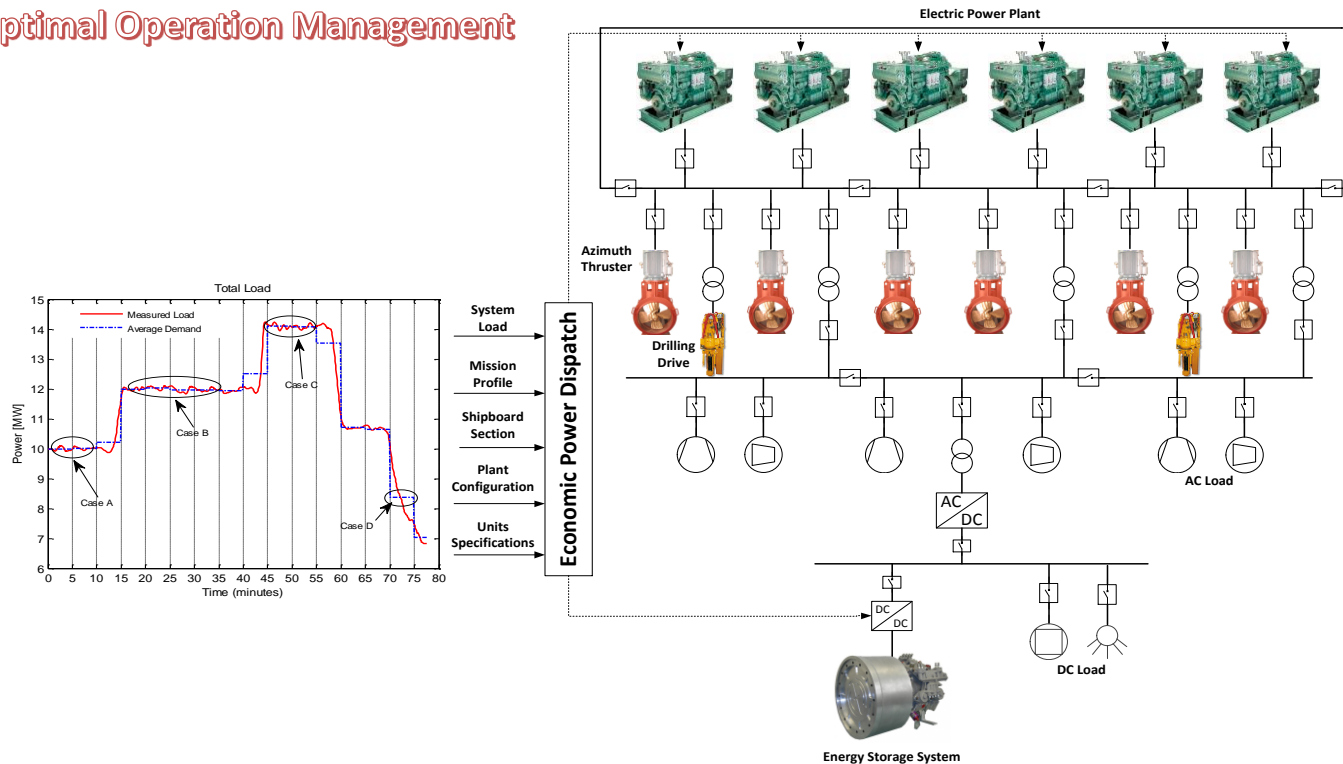 ptimal Operation Management
Electric Power Plant
Azimuth
Thruster
Drilling
Drive
Total Load
Measured Load
Average Demand
15
14
13
12
11
10
9
8
7
6
Power [MW]
Case A
Case B
Case C
Case D
0 5 10 15 20 25 30 35 40 45 50 55 60 65 70 75 80
Time (minutes)
System
Load
Mission
Profile
Shipboard
Section
Plant
Configuration
Units
Specifications
Economic Power Dispatch
AC Load
AC
DC
DC
DC
DC Load
Energy Storage System